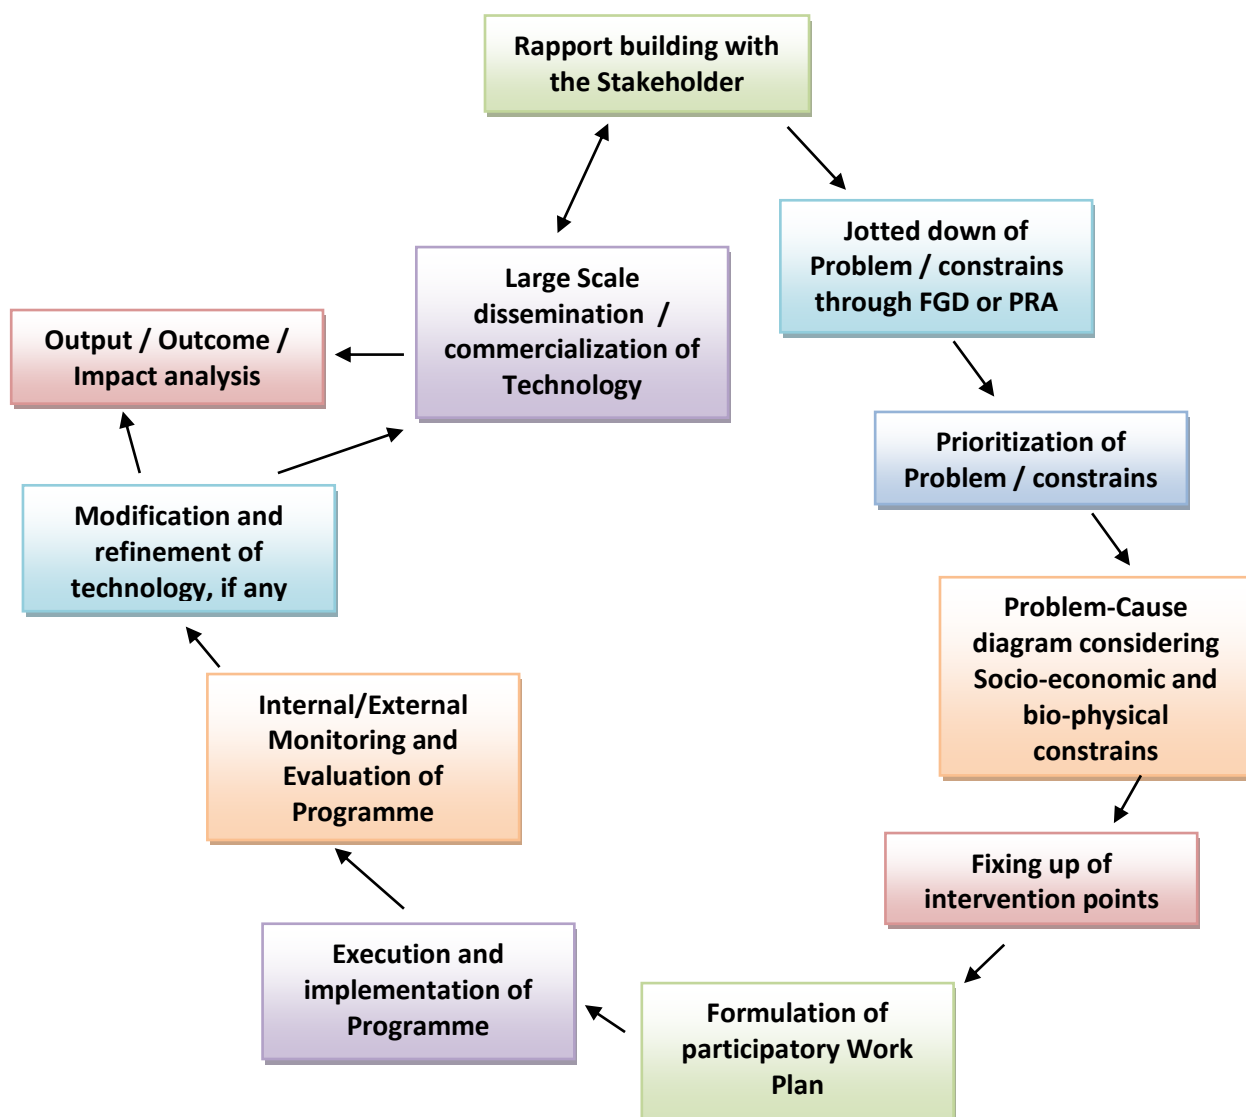 Rapport building with
the Stakeholder
Jotted down of
Problem / constrains
through FGD or PRA
Prioritization of
Problem / constrains
Problem-Cause
diagram considering
Socio-economic and
bio-physical
constrains
Fixing up of
intervention points
Formulation of
participatory Work
Plan
Execution and
implementation of
Programme
Internal/External
Monitoring and
Evaluation of
Programme
Modification and
refinement of
technology, if any
Large Scale
dissemination /
commercialization of
Technology
Output / Outcome /
Impact analysis